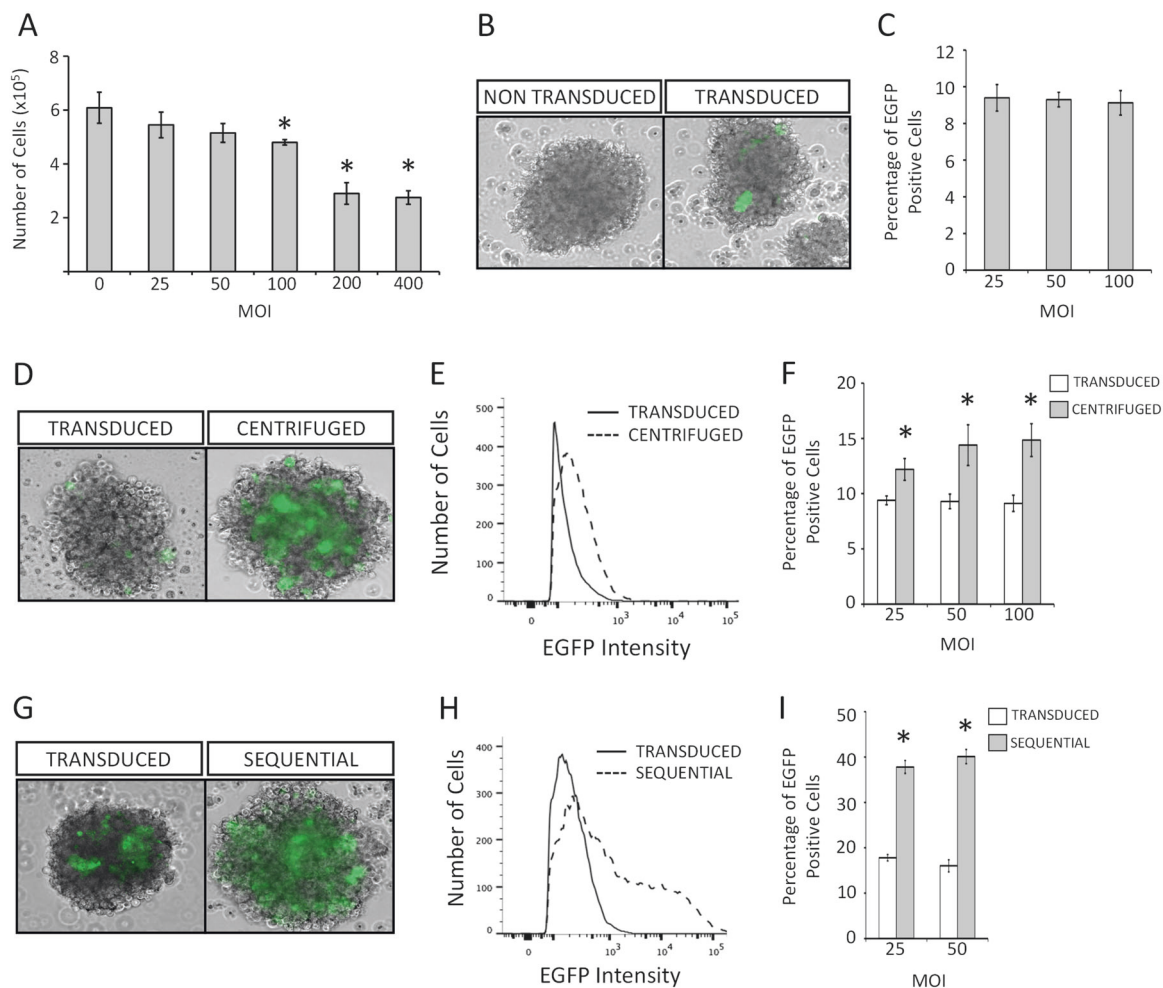 A
Number of Cells (x10⁵)
8
6
4
2
*
*
*
0 25 50 100 200 400
MOI
B
NON TRANSDUCED TRANSDUCED
C
Percentage of EGFP
Positive Cells
12
10
8
6
4
2
0
25 50 100
MOI
D
TRANSDUCED CENTRIFUGED
E
Number of Cells
500
400
300
200
100
0
TRANSDUCED
CENTRIFUGED
0 10³ 10⁴ 10⁵
EGFP Intensity
F
Percentage of EGFP
Positive Cells
20
15
10
5
0
*
*
*
TRANSDUCED
CENTRIFUGED
25 50 100
MOI
G
TRANSDUCED SEQUENTIAL
H
Number of Cells
400
300
200
100
0
TRANSDUCED
SEQUENTIAL
0 10³ 10⁴ 10⁵
EGFP Intensity
I
Percentage of EGFP
Positive Cells
50
40
30
20
10
0
*
*
TRANSDUCED
SEQUENTIAL
25 50
MOI